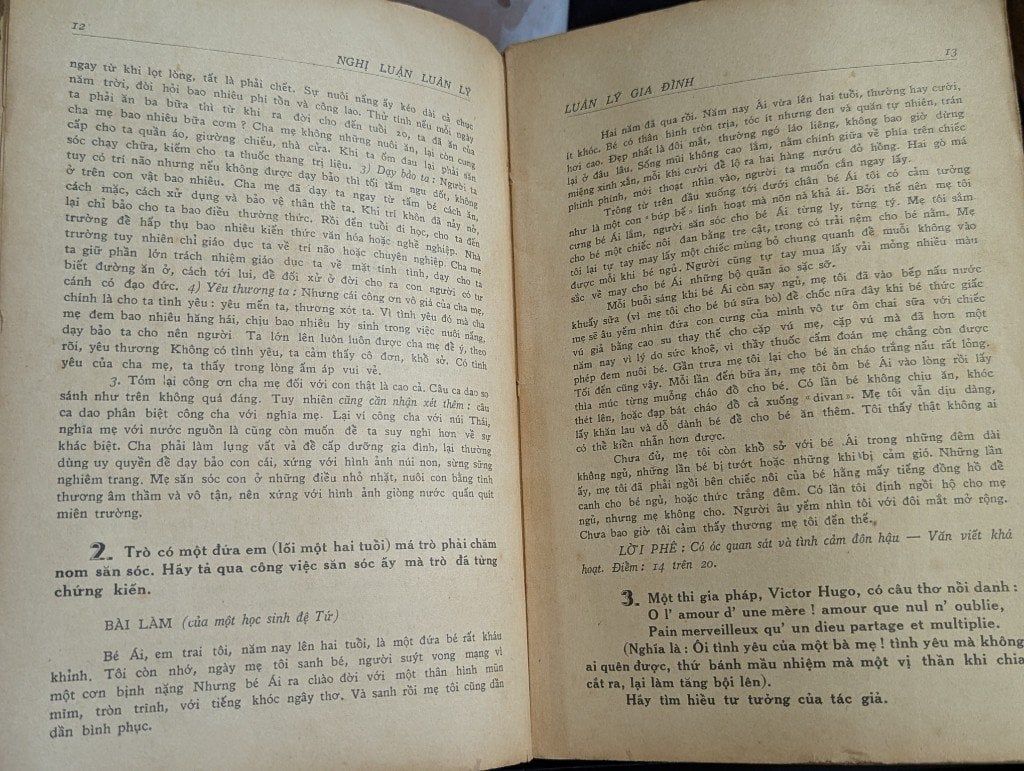 12
NGHỊ LUẬN LUÂN LÝ
ngay từ khi lọt lòng, tất là phải chết. Sự nuôi nấng ấy kéo dài cả chục
năm trời, đòi hỏi bao nhiêu phí tổn và công lao. Thử tính nếu mỗi ngày
ta phải ăn ba bữa thì từ khi ra đời cho đến tuổi 20, ta đã ăn của
cha mẹ bao nhiêu bữa cơm ? Cha mẹ không những nuôi ăn, lại còn cung
cấp cho ta quần áo, giường chiếu, nhà cửa. Khi ta ốm đau lại phải săn
sóc chạy chữa, kiếm cho ta thuốc thang trị liệu. 3) Dạy bảo ta : Người ta
tuy có trí não nhưng nếu không được dạy bảo thì tối tăm ngu dốt, không
ở trên con vật bao nhiêu. Cha mẹ đã dạy ta ngay từ tấm bé cách ăn,
cách mặc, cách xử dụng và bảo vệ thân thể ta. Khi trí khôn đã nảy nở,
lại chỉ bảo cho ta bao điều thường thức. Rồi đến tuổi đi học, cho ta đến
trường để hấp thụ bao nhiêu kiến thức văn hóa hoặc nghề nghiệp. Nhà
trường tuy nhiên chỉ giáo dục ta về trí não hoặc chuyên nghiệp. Cha mẹ
ta giữ phần lớn trách nhiệm giáo dục ta về mặt tính tình, dạy cho ta
biết đường ăn ở, cách tới lui, để đối xử ở đời cho ra con người có tư
cánh có đạo đức. 4) Yêu thương ta : Nhưng cái công ơn vô giá của cha mẹ,
chính là cho ta tình yêu : yêu mến ta, thương xót ta. Vì tình yêu đó mà cha
mẹ đem bao nhiêu hăng hái, chịu bao nhiêu hy sinh trong việc nuôi nấng,
dạy bảo ta cho nên người Ta lớn lên luôn luôn được cha mẹ để ý, theo
rõi, yêu thương Không có tình yêu, ta cảm thấy cô đơn, khổ sở. Có tình
yêu của cha mẹ, ta thấy trong lòng ấm áp vui vẻ.
3. Tóm lại công ơn cha mẹ đối với con thật là cao cả. Câu ca dao so
sánh như trên không quá đáng. Tuy nhiên cũng cần nhận xét thêm : câu
ca dao phân biệt công cha với nghĩa mẹ. Lại ví công cha với núi Thái,
nghĩa mẹ với nước nguồn là cũng còn muốn để ta suy nghĩ hơn về sự
khác biệt. Cha phải làm lụng vất vả để cấp dưỡng gia đình, lại thường
dùng uy quyền để dạy bảo con cái, xứng với hình ảnh núi non, sừng sững
nghiêm trang. Mẹ săn sóc con ở những điều nhỏ nhặt, nuôi con bằng tình
thương âm thầm và vô tận, nên xứng với hình ảnh giòng nước quấn quít
miên trường.
2. Trò có một đứa em (lối một hai tuổi) má trò phải chăm
nom săn sóc. Hãy tả qua công việc săn sóc ấy mà trò đã từng
chứng kiến.
BÀI LÀM (của một học sinh đệ Tứ)
Bé Ái, em trai tôi, năm nay lên hai tuổi, là một đứa bé rất kháu
khỉnh. Tôi còn nhớ, ngày mẹ tôi sanh bé, người suýt vong mạng vì
một cơn bịnh nặng Nhưng bé Ái ra chào đời với một thân hình mũn
mĩm, tròn trĩnh, với tiếng khóc ngây thơ. Và sanh rồi mẹ tôi cũng dần
dần bình phục.
13
LUÂN LÝ GIA ĐÌNH
Hai năm đã qua rồi. Năm nay Ái vừa lên hai tuổi, thường hay cười,
ít khóc. Bé có thân hình tròn trịa, tóc ít nhưng đen và quăn tự nhiên, trán
hơi cao. Đẹp nhất là đôi mắt, thường ngó láo liêng, không bao giờ dừng
lại ở đâu lâu. Sống mũi không cao lắm, nằm chính giữa về phía trên chiếc
miệng xinh xắn, mỗi khi cười để lộ ra hai hàng nướu đỏ hồng. Hai gò má
phính phính, mới thoạt nhìn vào, người ta muốn cắn ngay lấy.
Trông từ trên đầu xuống tới dưới chân bé Ái tôi có cảm tưởng
như là một con «búp bế» linh hoạt mà nõn nà khả ái. Bởi thế nên mẹ tôi
cưng bé Ái lắm, người săn sóc cho bé Ái từng ly, từng tý. Mẹ tôi sắm
cho bé một chiếc nôi đan bằng tre cật, trong có trải nệm cho bé nằm. Mẹ
tôi lại tự tay may lấy một chiếc mùng bỏ chung quanh để muỗi không vào
được mỗi khi bé ngủ. Người cũng tự tay mua lấy vải mỏng nhiều màu
sắc về may cho bé Ái những bộ quần áo sặc sỡ.
Mỗi buổi sáng khi bé Ái còn say ngủ, mẹ tôi đã vào bếp nấu nước
khuấy sữa (vì mẹ tôi cho bé bú sữa bò) để chốc nữa đây khi bé thức giấc
mẹ sẽ âu yếm nhìn đứa con cưng của mình vô tư ôm chai sữa với chiếc
vú giả bằng cao su thay thế cho cặp vú mẹ, cặp vú mà đã hơn một
năm nay vì lý do sức khoẻ, vì thầy thuốc cấm đoán mẹ chẳng còn được
phép đem nuôi bé. Gần trưa mẹ tôi lại cho bé ăn cháo trắng nấu rất lỏng.
Tối đến cũng vậy. Mỗi lần đến bữa ăn, mẹ tôi ôm bé Ái vào lòng rồi lấy
thìa múc từng muỗng cháo đổ cho bé. Có lần bé không chịu ăn, khóc
thét lên, hoặc đạp bát cháo đổ cả xuống «divan». Mẹ tôi vẫn dịu dàng,
lấy khăn lau và dỗ dành bé để cho bé ăn thêm. Tôi thấy thật không ai
có thể kiên nhẫn hơn được.
Chưa đủ, mẹ tôi còn khổ sở với bé Ái trong những đêm dài
không ngủ, những lần bé bị tướt hoặc những khi bị cảm gió. Những lần
ấy, mẹ tôi đã phải ngồi bên chiếc nôi của bé hằng mấy tiếng đồng hồ để
canh cho bé ngủ, hoặc thức trắng đêm. Có lần tôi định ngồi hộ cho mẹ
ngủ, nhưng mẹ không cho. Người âu yếm nhìn tôi với đôi mắt mở rộng.
Chưa bao giờ tôi cảm thấy thương mẹ tôi đến thế.
LỜI PHÊ : Có óc quan sát và tình cảm đôn hậu — Văn viết khá
hoạt. Điểm : 14 trên 20.
3. Một thi gia pháp, Victor Hugo, có câu thơ nổi danh :
O l' amour d' une mère ! amour que nul n' oublie,
Pain merveilleux qu' un dieu partage et multiplie.
(Nghĩa là : Ôi tình yêu của một bà mẹ ! tình yêu mà không
ai quên được, thứ bánh mầu nhiệm mà một vị thần khi chia
cắt ra, lại làm tăng bội lên).
Hãy tìm hiểu tư tưởng của tác giả.